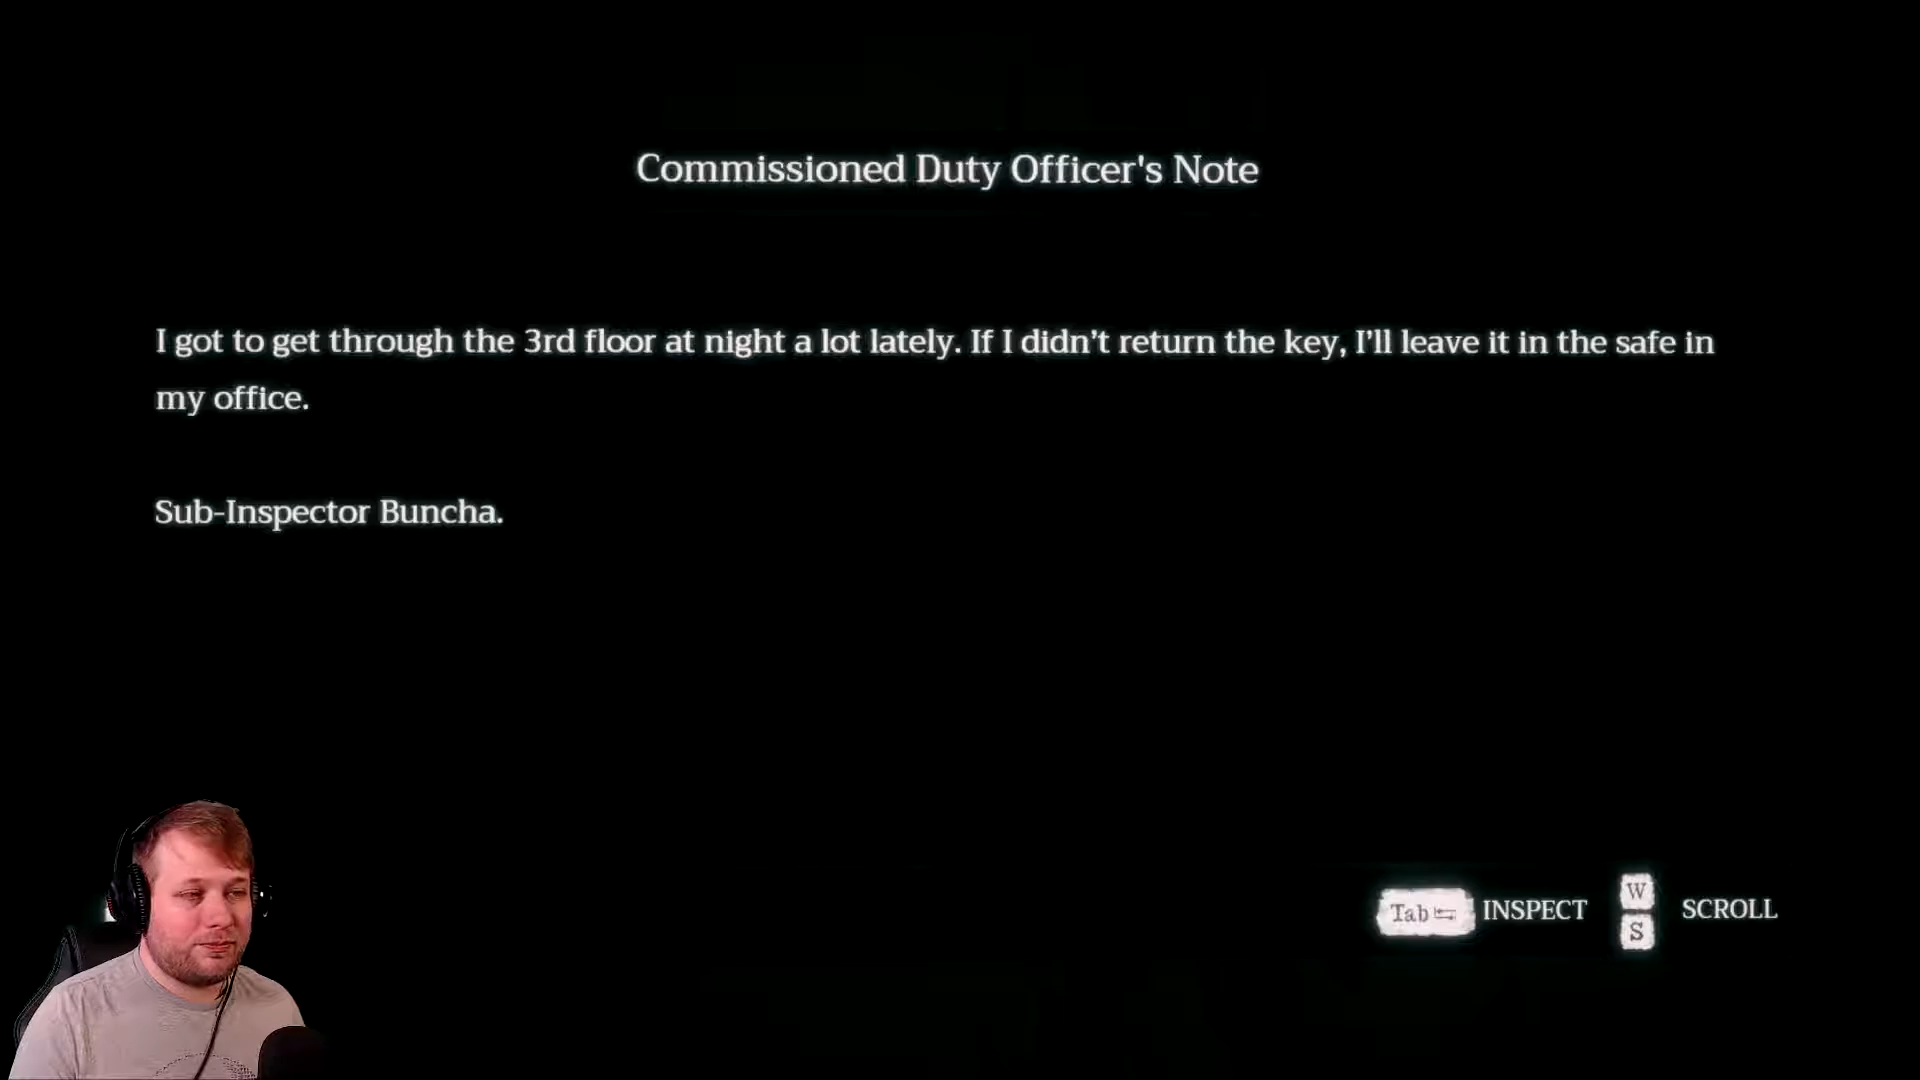 Commissioned Duty Officer's Note
I got to get through the 3rd floor at night a lot lately. If I didn't return the key, I'll leave it in the safe in
my office.
Sub-Inspector Buncha.
Tab INSPECT W S SCROLL